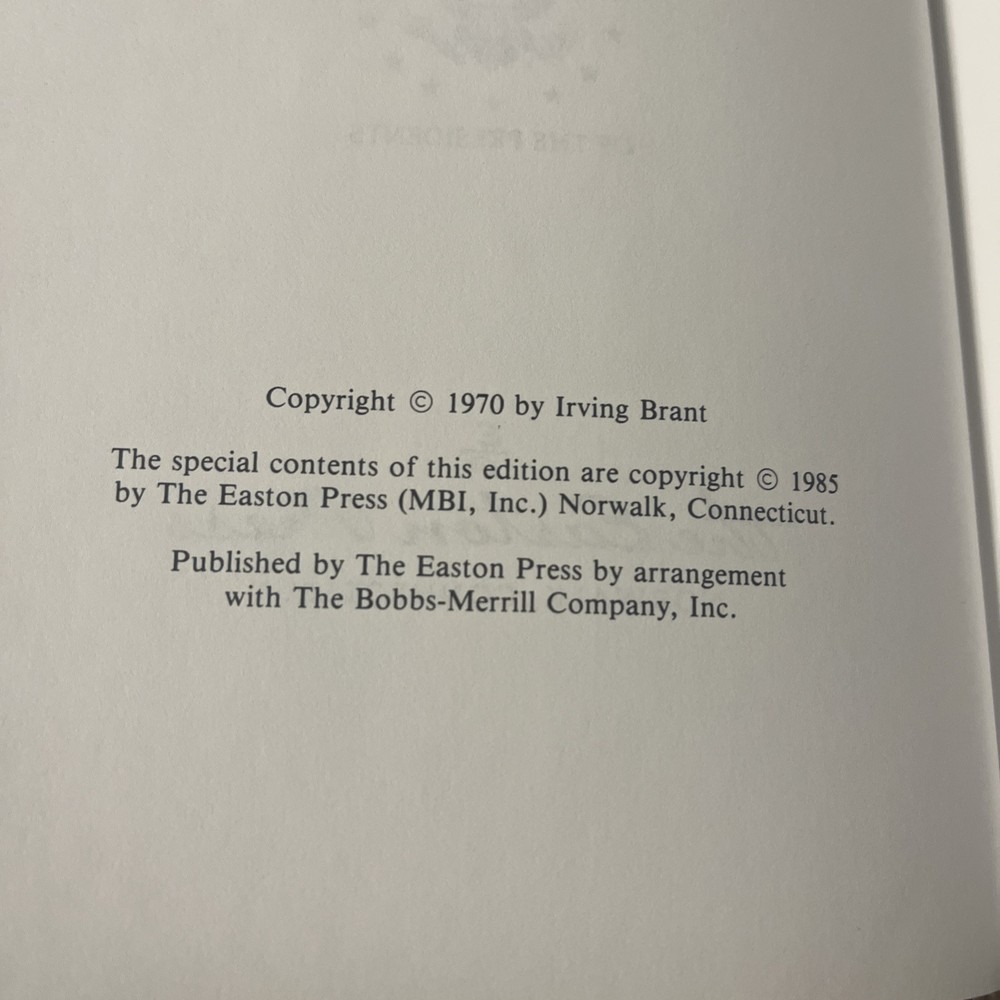 Copyright © 1970 by Irving Brant
The special contents of this edition are copyright © 1985
by The Easton Press (MBI, Inc.) Norwalk, Connecticut.
Published by The Easton Press by arrangement
with The Bobbs-Merrill Company, Inc.